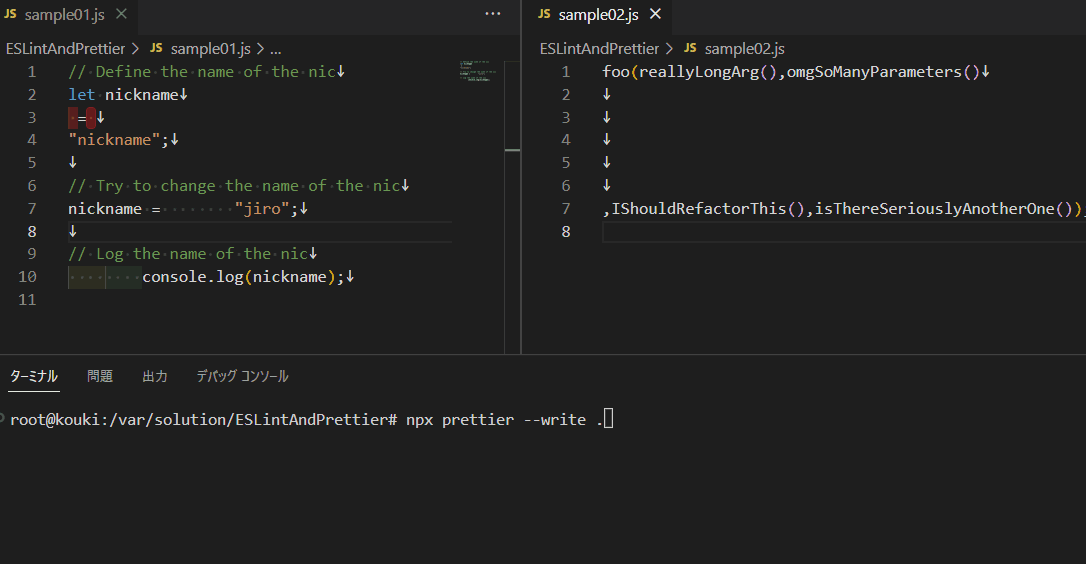 JS sample01.js ×
ESLintAndPrettier > JS sample01.js > ...
1 // Define the name of the nic↓
2 let nickname↓
3 = ↓
4 "nickname";↓
5 ↓
6 // Try to change the name of the nic↓
7 nickname = "jiro";↓
8 ↓
9 // Log the name of the nic↓
10 console.log(nickname);↓
11
JS sample02.js ×
ESLintAndPrettier > JS sample02.js
1 foo(reallyLongArg(),omgSoManyParameters()↓
2 ↓
3 ↓
4 ↓
5 ↓
6 ↓
7 ,IShouldRefactorThis(),isThereSeriouslyAnotherOne())
8
ターミナル 問題 出力 デバッグ コンソール
root@kouki:/var/solution/ESLintAndPrettier# npx prettier --write .